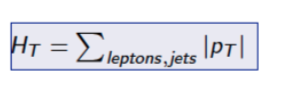 H_T = ∑_{leptons,jets} |p_T|